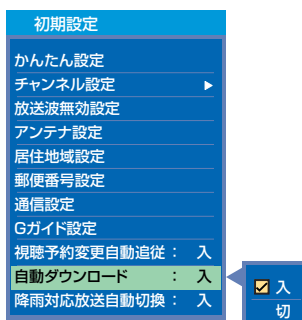 初期設定
かんたん設定
チャンネル設定 ▶
放送波無効設定
アンテナ設定
居住地域設定
郵便番号設定
通信設定
Gガイド設定
視聴予約変更自動追従： 入
自動ダウンロード ： 入
降雨対応放送自動切換： 入
入
切